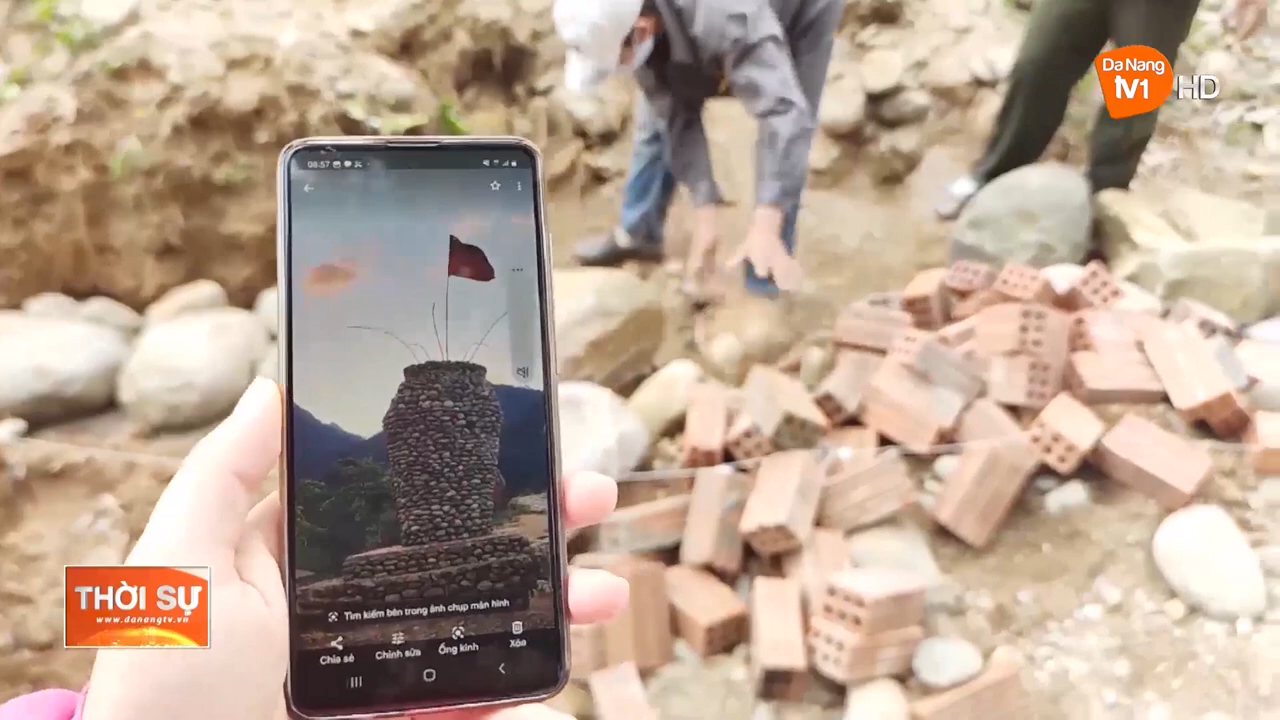 Da Nang
TV1
HD
08:57
Tìm kiếm bên trong ảnh chụp màn hình
Chia sẻ
Chỉnh sửa
Ống kính
Xóa
THỜI SỰ
www.danangtv.vn